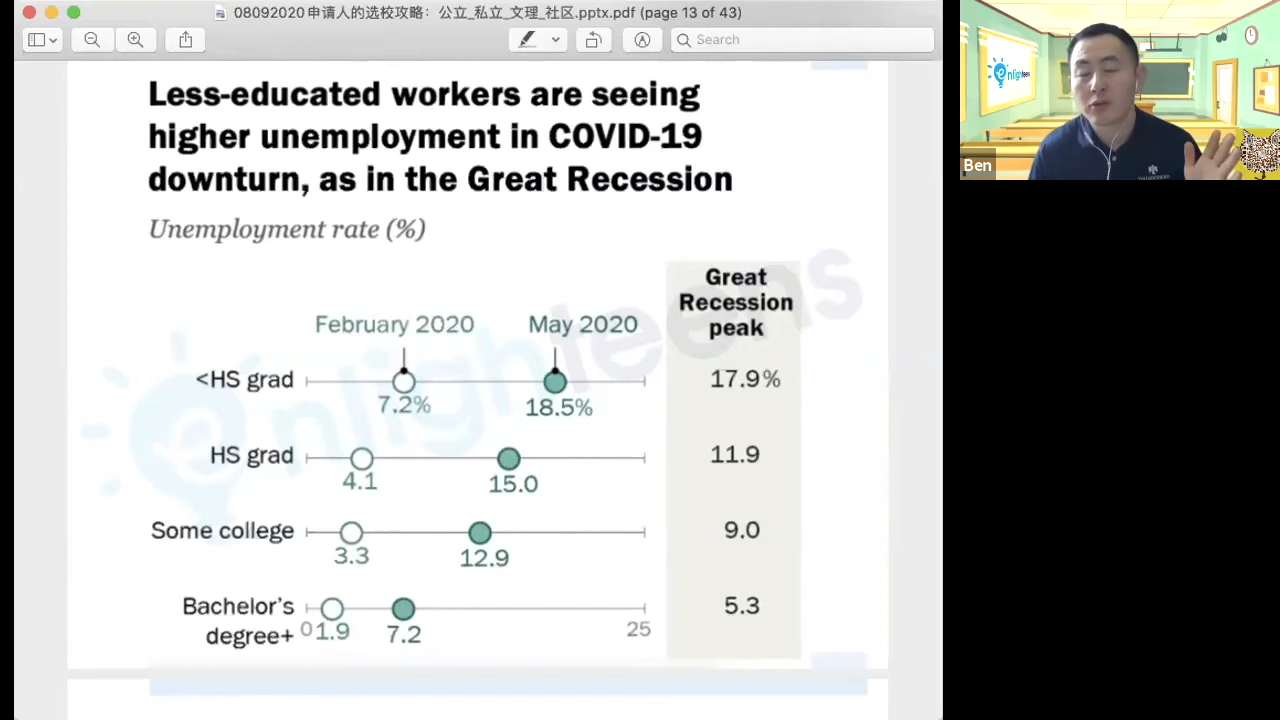 08092020申请人的选校攻略：公立_私立_文理_社区.pptx.pdf (page 13 of 43)
Search
Less-educated workers are seeing
higher unemployment in COVID-19
downturn, as in the Great Recession
Unemployment rate (%)
Great
Recession
peak
February 2020
May 2020
<HS grad
7.2%
18.5%
17.9%
HS grad
4.1
15.0
11.9
Some college
3.3
12.9
9.0
Bachelor's
degree+
0
1.9
7.2
25
5.3
enlighteens
enlighteens
Ben